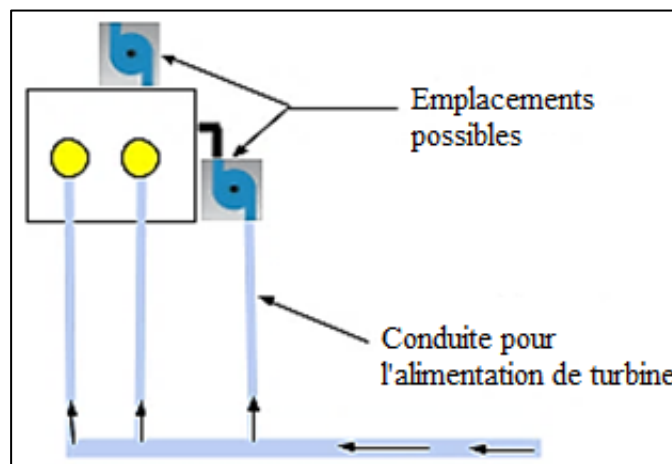 Emplacements
possibles
Conduite pour
l'alimentation de turbine